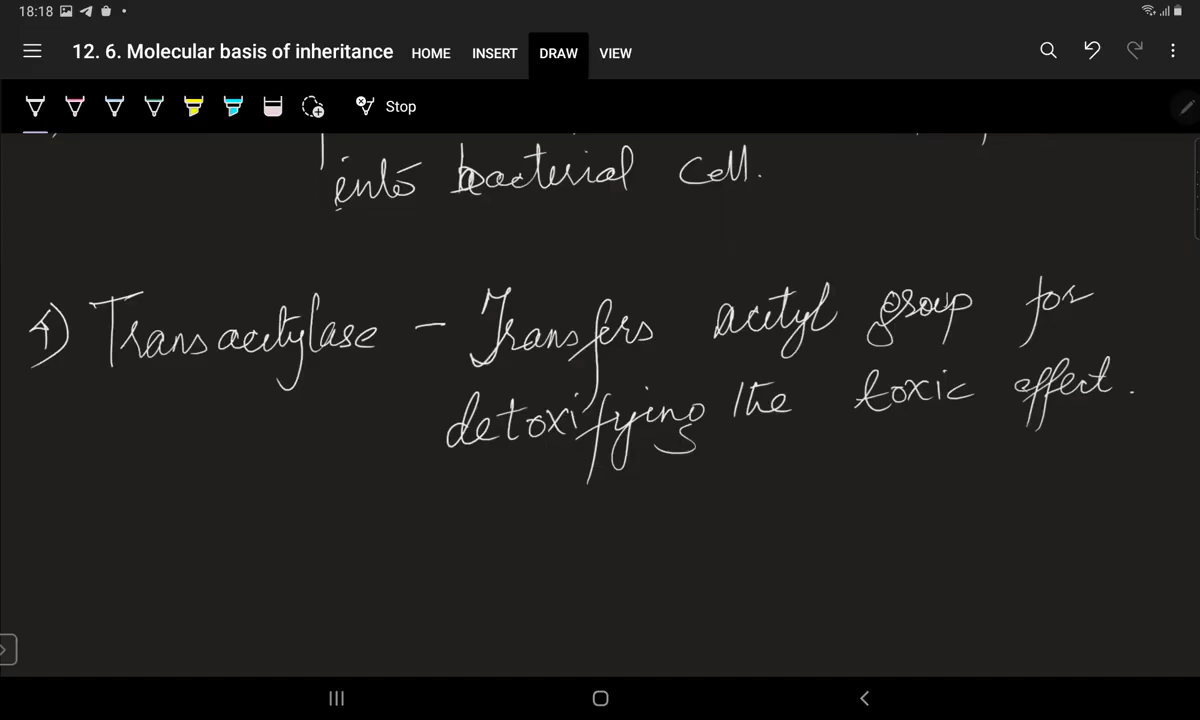 18:18
12. 6. Molecular basis of inheritance HOME INSERT DRAW VIEW
Stop
into bacterial cell.
4) Transacetylase - Transfers acetyl group for
detoxifying the toxic effect.